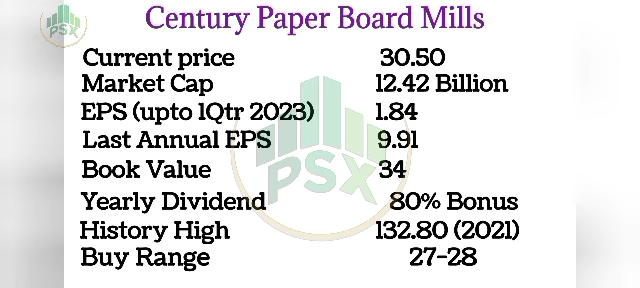 PSX
Century Paper Board Mills
Current price 30.50
Market Cap 12.42 Billion
EPS (upto 1Qtr 2023) 1.84
Last Annual EPS 9.91
Book Value 34
PSX
Yearly Dividend 80% Bonus
History High 132.80 (2021)
Buy Range 27-28